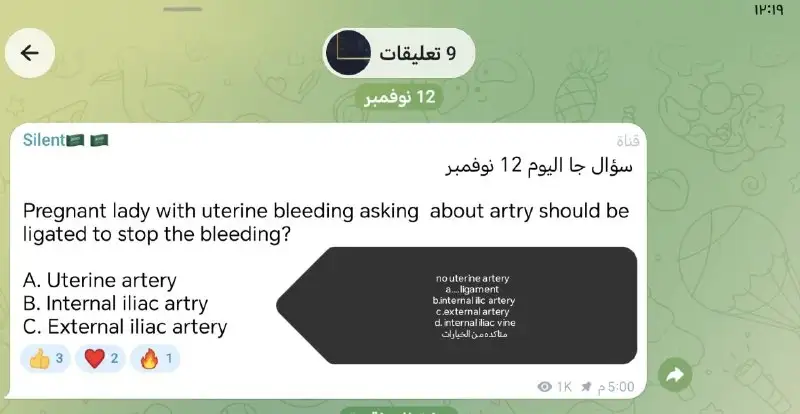 ١٢:١٩
9 تعليقات
12 نوفمبر
Silent🇸🇦 🇸🇦
قناة
سؤال جا اليوم 12 نوفمبر
Pregnant lady with uterine bleeding asking about artry should be
ligated to stop the bleeding?
A. Uterine artery
B. Internal iliac artry
C. External iliac artery
no uterine artery
a....ligament
b.internal ilic artery
c.external artery
d. internal iliac vine
متاكده من الخيارات
👍 3 ❤️ 2 🔥 1
1K 5:00 م